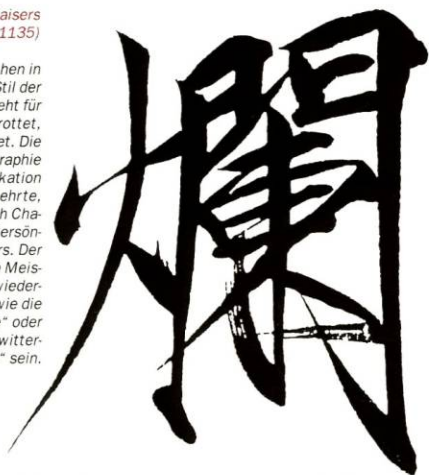 aisers
1135)
hen in
Stil der
eht für
rottet,
et. Die
raphie
kation
ehrte,
h Cha-
ersön-
rs. Der
Meis-
wieder-
wie die
“ oder
witter-
“ sein.
爛